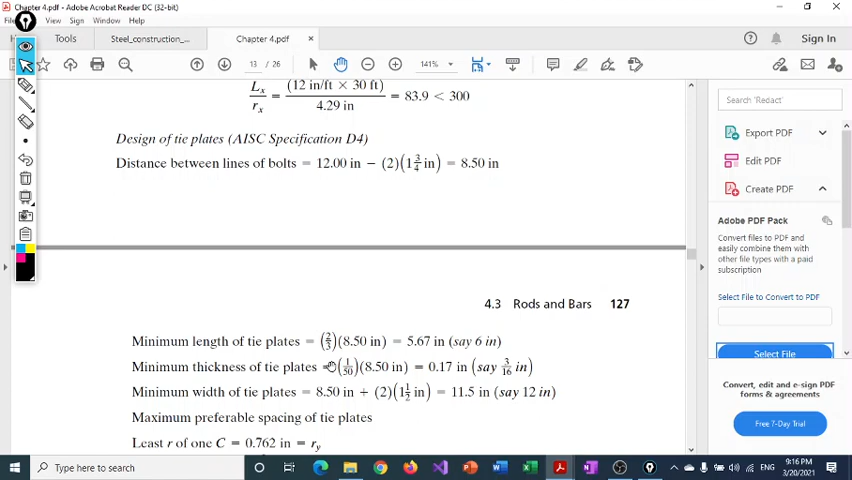 Chapter 4.pdf - Adobe Acrobat Reader DC (32-bit)
File View Sign Window Help
Tools Steel_construction_... Chapter 4.pdf × Sign In
13 / 26 141%
Lx/rx = (12 in/ft × 30 ft)/4.29 in = 83.9 < 300
Design of tie plates (AISC Specification D4)
Distance between lines of bolts = 12.00 in − (2)(1 3/4 in) = 8.50 in
4.3 Rods and Bars 127
Minimum length of tie plates = (2/3)(8.50 in) = 5.67 in (say 6 in)
Minimum thickness of tie plates = (1/50)(8.50 in) = 0.17 in (say 3/16 in)
Minimum width of tie plates = 8.50 in + (2)(1 1/2 in) = 11.5 in (say 12 in)
Maximum preferable spacing of tie plates
Least r of one C = 0.762 in = ry
Search 'Redact'
Export PDF
Edit PDF
Create PDF
Adobe PDF Pack
Convert files to PDF and
easily combine them with
other file types with a paid
subscription
Select File to Convert to PDF
Select File
Convert, edit and e-sign PDF
forms & agreements
Free 7-Day Trial
Type here to search
ENG
9:16 PM
3/20/2021